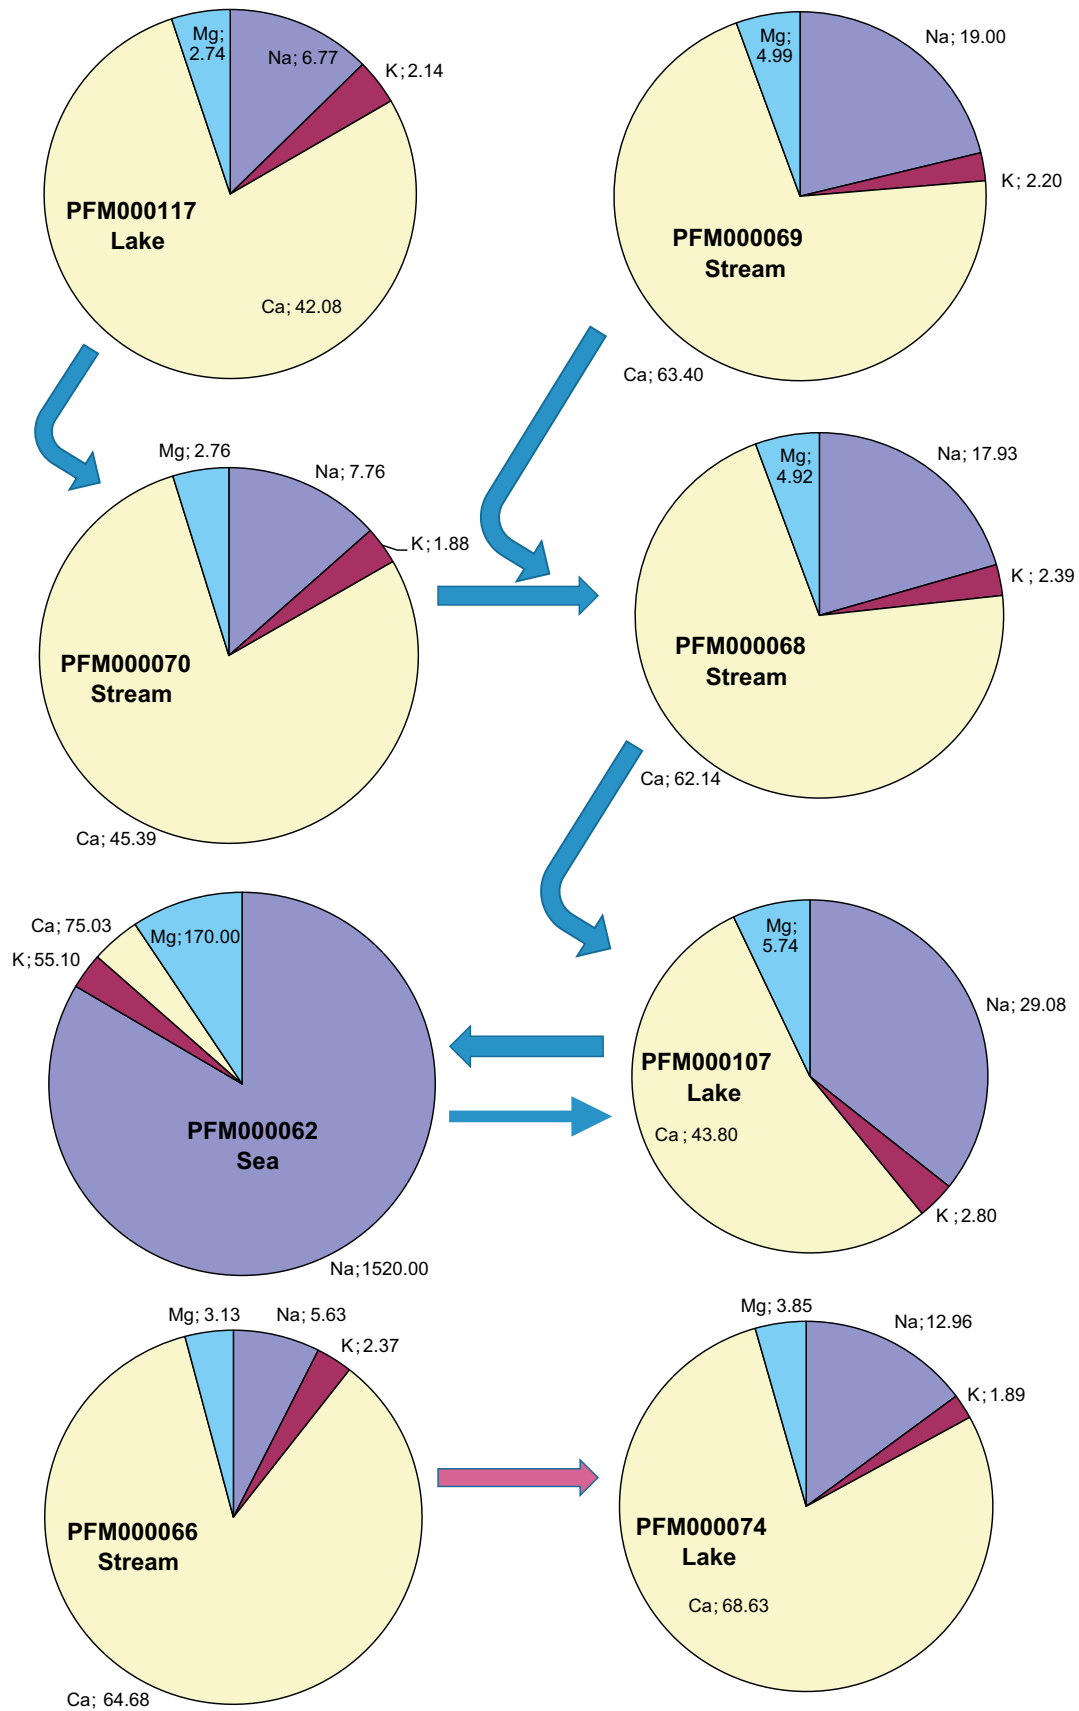 Mg;
2.74
Na; 6.77
K; 2.14
PFM000117
Lake
Ca; 42.08
Mg;
4.99
Na; 19.00
K; 2.20
PFM000069
Stream
Ca; 63.40
Mg; 2.76
Na; 7.76
K; 1.88
PFM000070
Stream
Ca; 45.39
Mg;
4.92
Na; 17.93
K ; 2.39
PFM000068
Stream
Ca; 62.14
Ca; 75.03
K; 55.10
Mg;170.00
PFM000062
Sea
Na;1520.00
Mg;
5.74
Na; 29.08
PFM000107
Lake
Ca ; 43.80
K ; 2.80
Mg; 3.13
Na; 5.63
K; 2.37
PFM000066
Stream
Ca; 64.68
Mg; 3.85
Na; 12.96
K; 1.89
PFM000074
Lake
Ca; 68.63